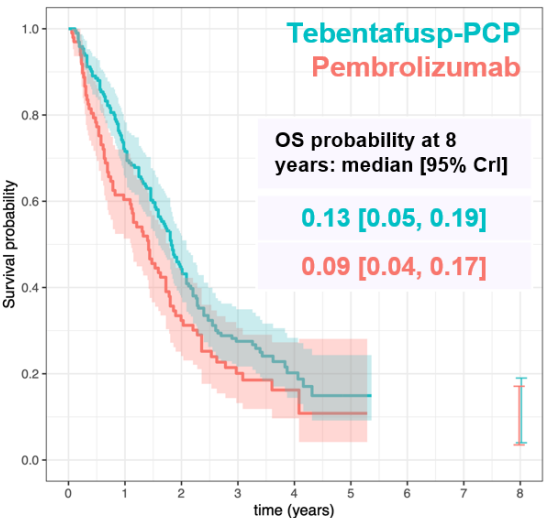 Tebentafusp-PCP
Pembrolizumab
OS probability at 8
years: median [95% Crl]
0.13 [0.05, 0.19]
0.09 [0.04, 0.17]
Survival probability
1.0
0.8
0.6
0.4
0.2
0.0
0 1 2 3 4 5 6 7 8
time (years)